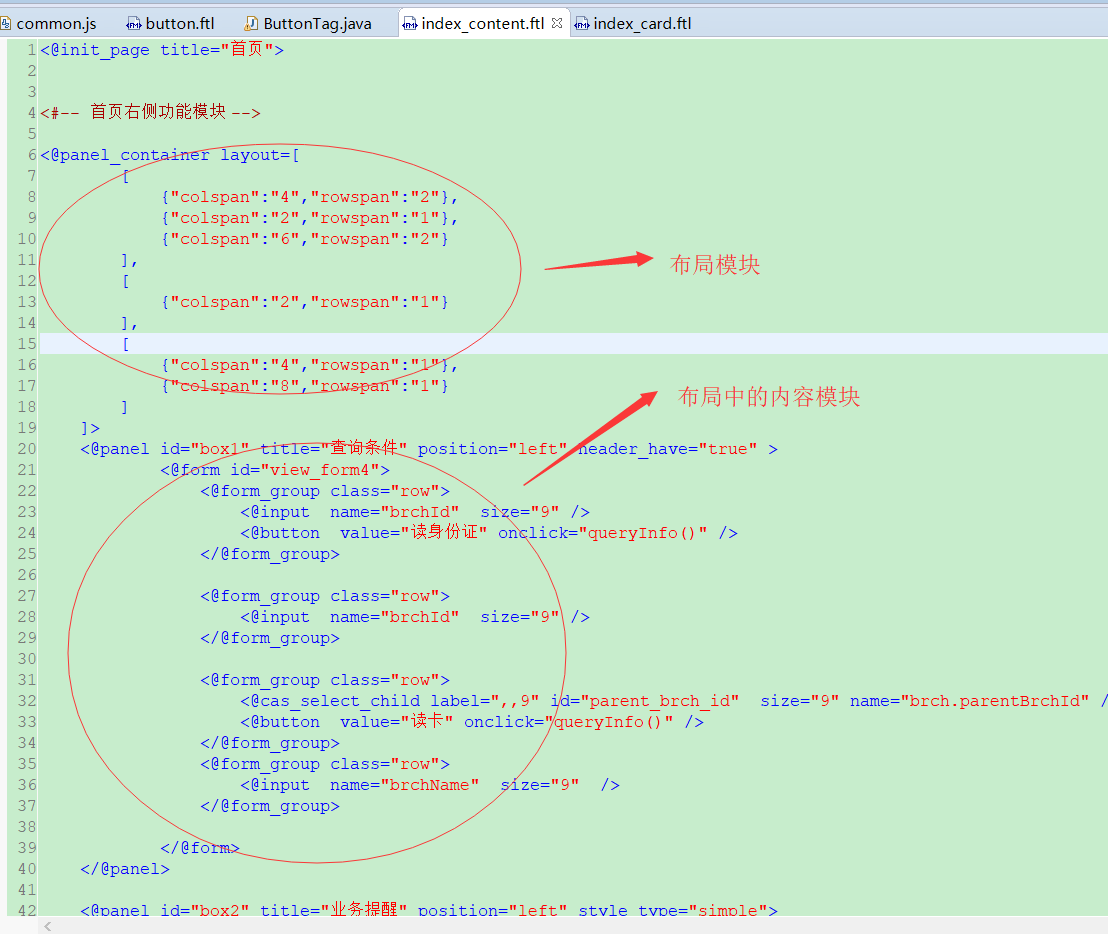 common.js button.ftl ButtonTag.java index_content.ftl index_card.ftl
1 <@init_page title="首页">
2
3
4 <#-- 首页右侧功能模块 -->
5
6 <@panel_container layout=[
7 [
8 {"colspan":"4","rowspan":"2"},
9 {"colspan":"2","rowspan":"1"},
10 {"colspan":"6","rowspan":"2"}
11 ],
布局模块
12 [
13 {"colspan":"2","rowspan":"1"}
14 ],
15 [
16 {"colspan":"4","rowspan":"1"},
17 {"colspan":"8","rowspan":"1"}
布局中的内容模块
18 ]
19 ]>
20 <@panel id="box1" title="查询条件" position="left" header_have="true" >
21 <@form id="view_form4">
22 <@form_group class="row">
23 <@input name="brchId" size="9" />
24 <@button value="读身份证" onclick="queryInfo()" />
25 </@form_group>
26
27 <@form_group class="row">
28 <@input name="brchId" size="9" />
29 </@form_group>
30
31 <@form_group class="row">
32 <@cas_select_child label=",,9" id="parent_brch_id" size="9" name="brch.parentBrchId" /
33 <@button value="读卡" onclick="queryInfo()" />
34 </@form_group>
35 <@form_group class="row">
36 <@input name="brchName" size="9" />
37 </@form_group>
38
39 </@form>
40 </@panel>
41
42 <@panel id="box2" title="业务提醒" position="left" style_type="simple">